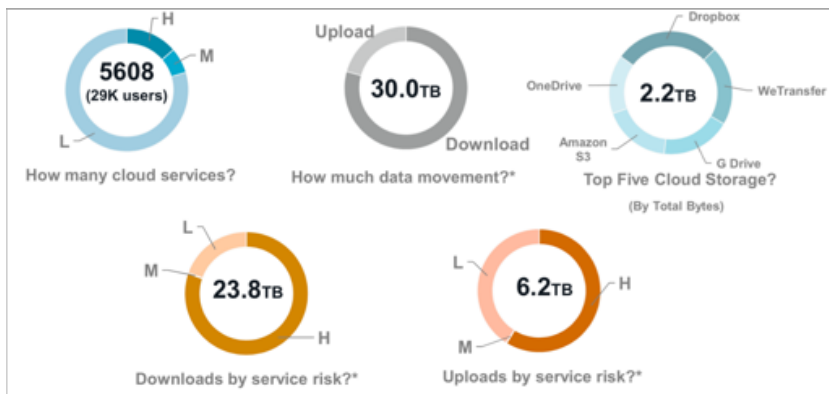 H
M
5608
(29K users)
L
How many cloud services?
Upload
30.0TB
Download
How much data movement?*
Dropbox
OneDrive
2.2TB
WeTransfer
Amazon
S3
G Drive
Top Five Cloud Storage?
(By Total Bytes)
L
M
23.8TB
H
Downloads by service risk?*
L
6.2TB
H
M
Uploads by service risk?*